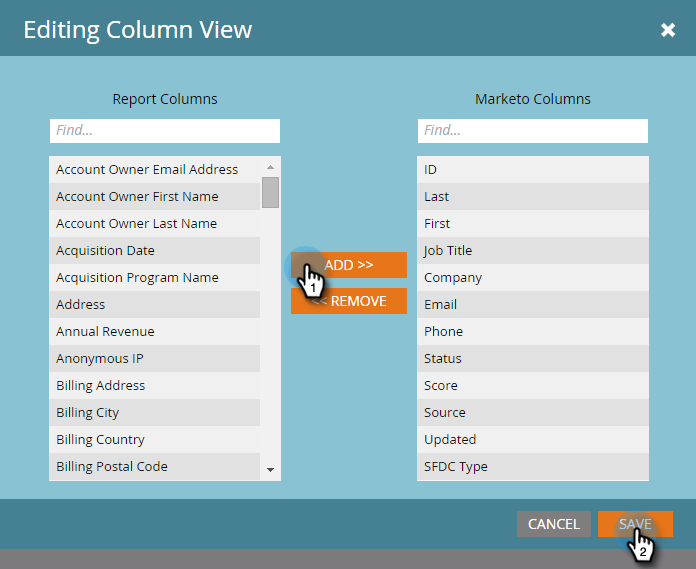 Editing Column View
Report Columns
Find...
Account Owner Email Address
Account Owner First Name
Account Owner Last Name
Acquisition Date
Acquisition Program Name
Address
Annual Revenue
Anonymous IP
Billing Address
Billing City
Billing Country
Billing Postal Code
ADD >>
1
<< REMOVE
Marketo Columns
Find...
ID
Last
First
Job Title
Company
Email
Phone
Status
Score
Source
Updated
SFDC Type
CANCEL
SAVE
2